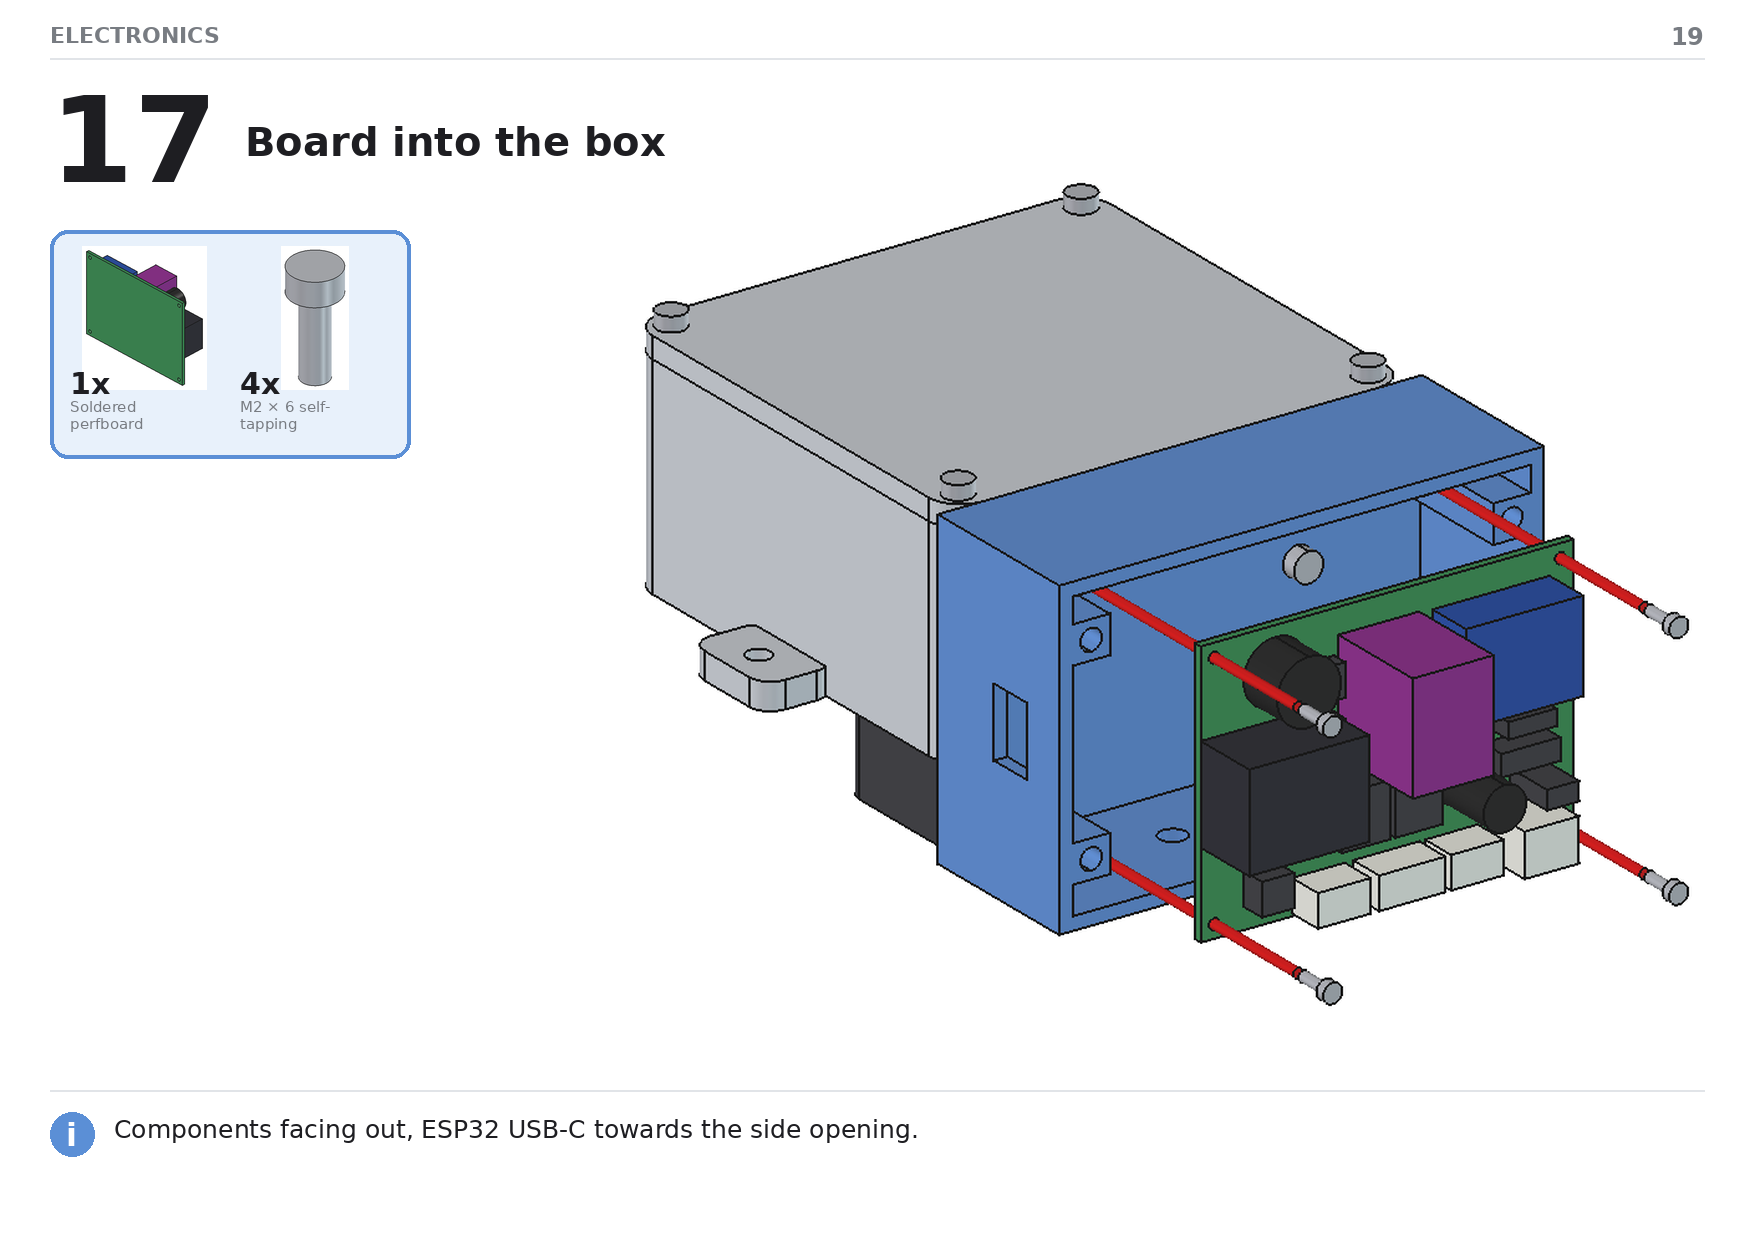 ELECTRONICS
19
17
Board into the box
1x
4x
Soldered
perfboard
M2 × 6 self-
tapping
i
Components facing out, ESP32 USB-C towards the side opening.